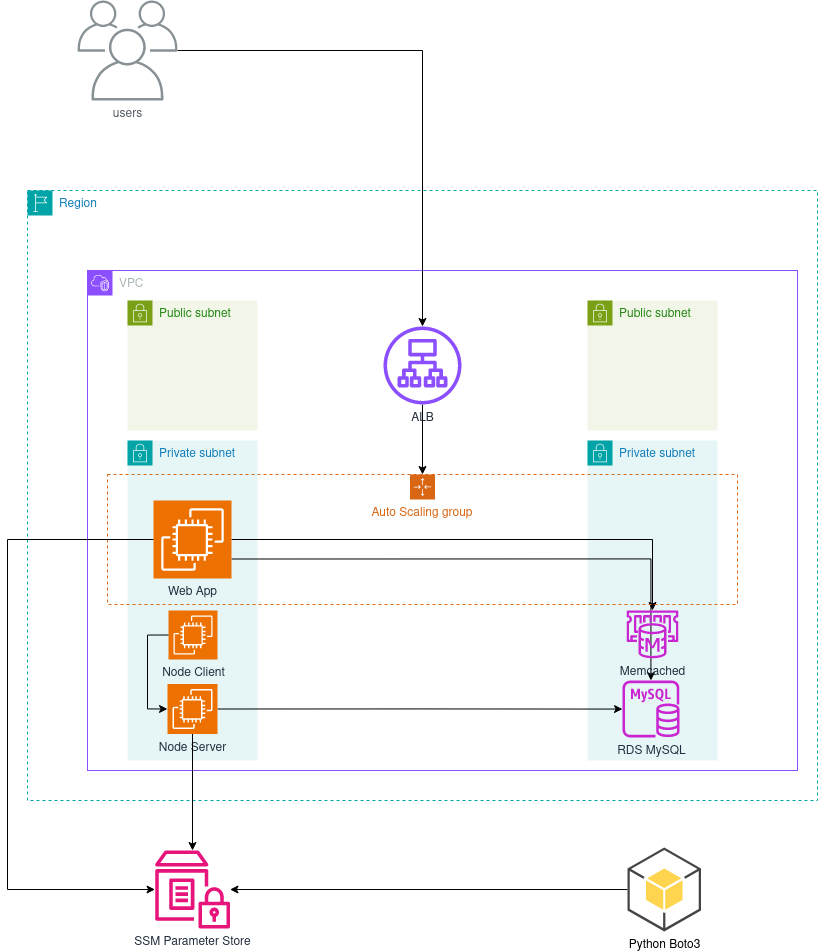 users
Region
VPC
Public subnet
Public subnet
ALB
Private subnet
Private subnet
Auto Scaling group
Web App
Node Client
M
Memcached
MySQL
Node Server
RDS MySQL
SSM Parameter Store
Python Boto3